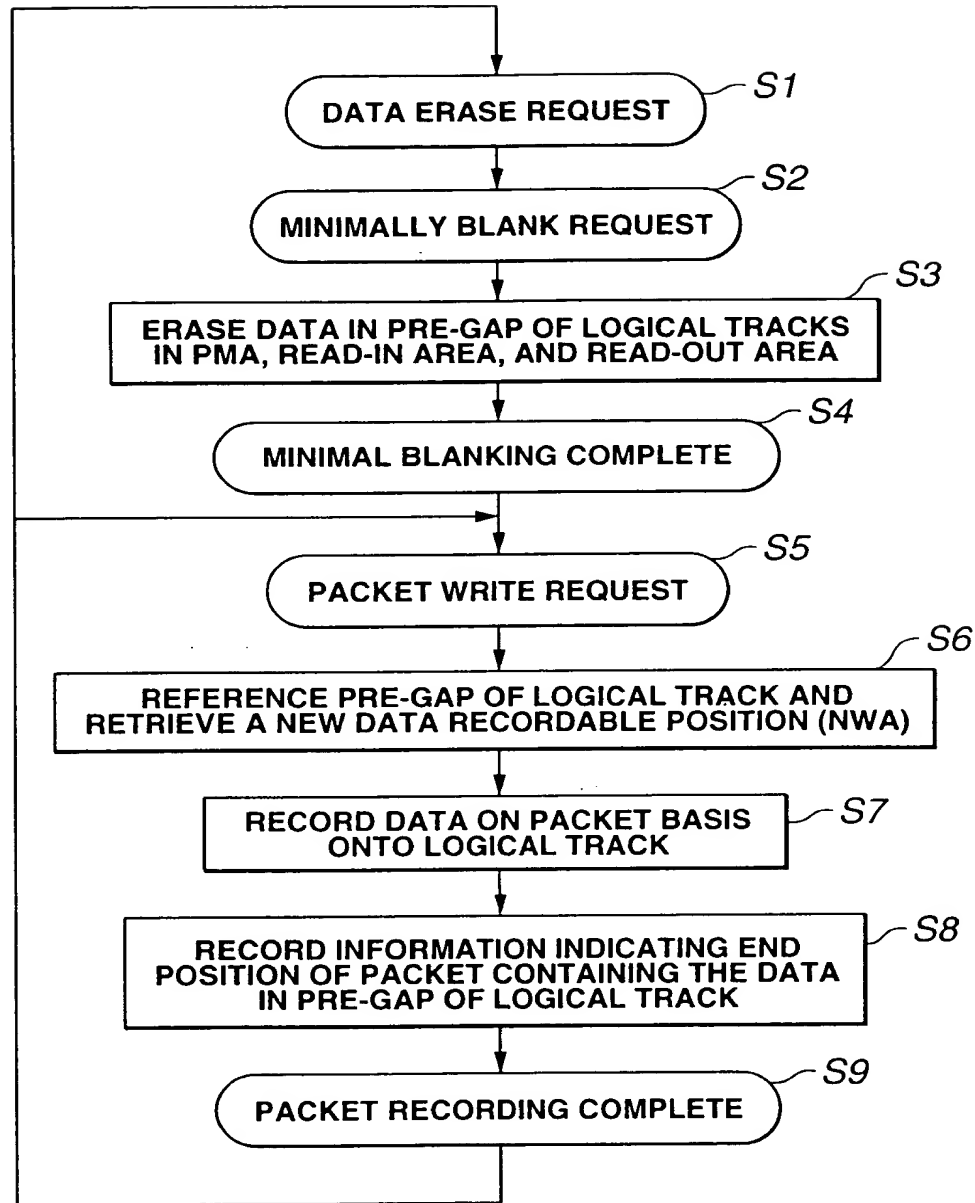 S1
DATA ERASE REQUEST
S2
MINIMALLY BLANK REQUEST
S3
ERASE DATA IN PRE-GAP OF LOGICAL TRACKS
IN PMA, READ-IN AREA, AND READ-OUT AREA
S4
MINIMAL BLANKING COMPLETE
S5
PACKET WRITE REQUEST
S6
REFERENCE PRE-GAP OF LOGICAL TRACK AND
RETRIEVE A NEW DATA RECORDABLE POSITION (NWA)
S7
RECORD DATA ON PACKET BASIS
ONTO LOGICAL TRACK
S8
RECORD INFORMATION INDICATING END
POSITION OF PACKET CONTAINING THE DATA
IN PRE-GAP OF LOGICAL TRACK
S9
PACKET RECORDING COMPLETE